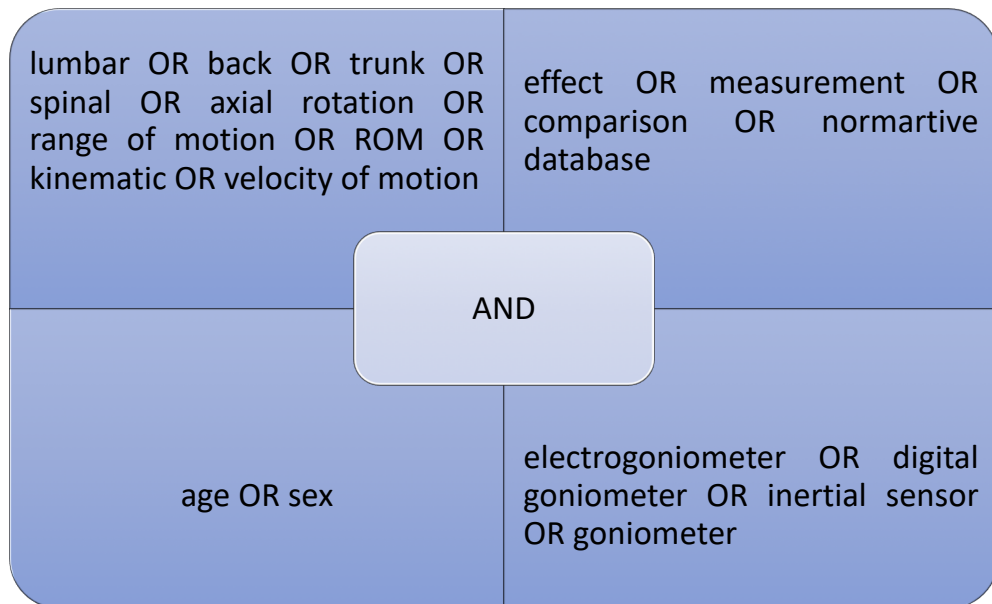 lumbar OR back OR trunk OR
spinal OR axial rotation OR
range of motion OR ROM OR
kinematic OR velocity of motion
effect OR measurement OR
comparison OR normartive
database
AND
age OR sex
electrogoniometer OR digital
goniometer OR inertial sensor
OR goniometer